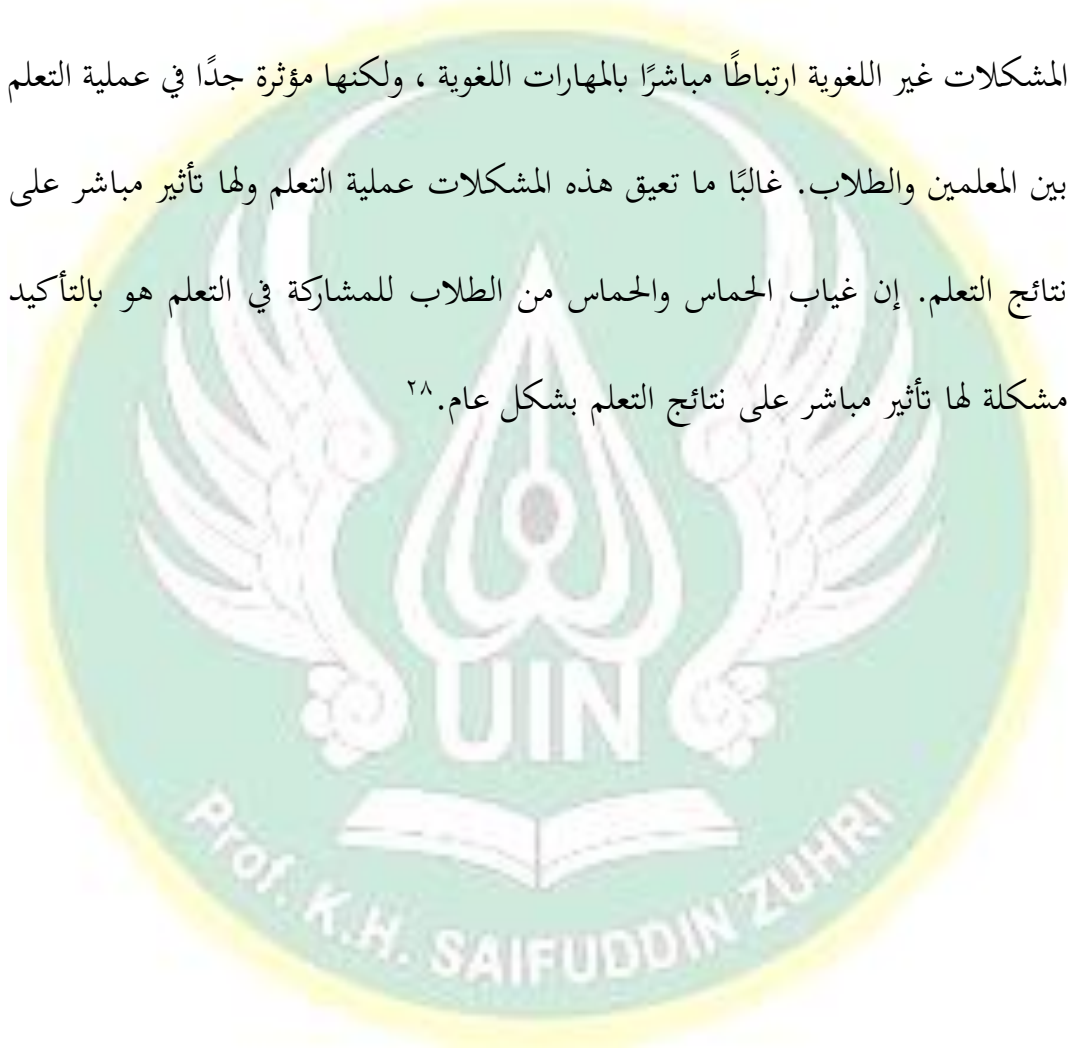 المشكلات غير اللغوية ارتباطًا مباشرًا بالمهارات اللغوية ، ولكنها مؤثرة جدًا في عملية التعلم
بين المعلمين والطلاب. غالبًا ما تعيق هذه المشكلات عملية التعلم ولها تأثير مباشر على
نتائج التعلم. إن غياب الحماس والحماس من الطلاب للمشاركة في التعلم هو بالتأكيد
مشكلة لها تأثير مباشر على نتائج التعلم بشكل عام.٢٨
UIN
Prof. K.H. SAIFUDDIN ZUHRI